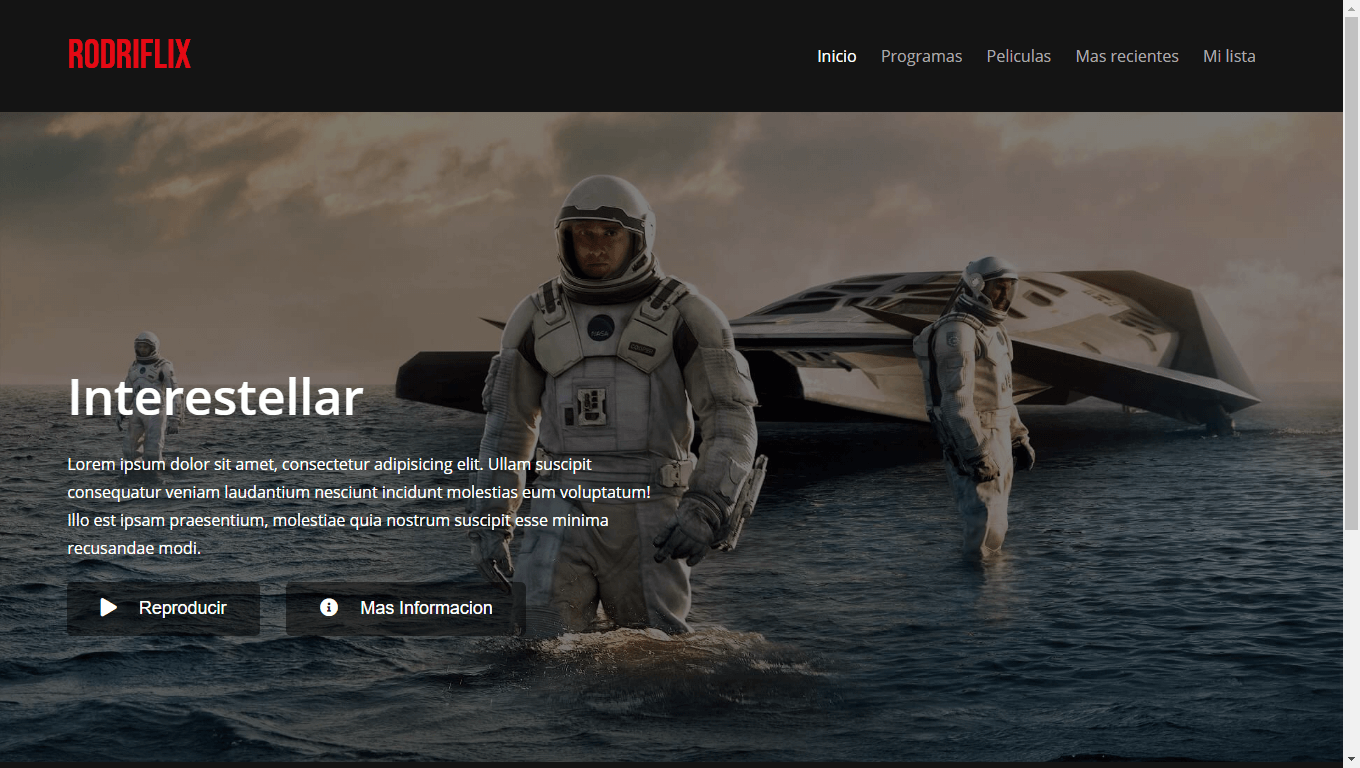 RODRIFLIX
Inicio Programas Peliculas Mas recientes Mi lista
Interestellar
Lorem ipsum dolor sit amet, consectetur adipisicing elit. Ullam suscipit
consequatur veniam laudantium nesciunt incidunt molestias eum voluptatum!
Illo est ipsam praesentium, molestiae quia nostrum suscipit esse minima
recusandae modi.
Reproducir Mas Informacion